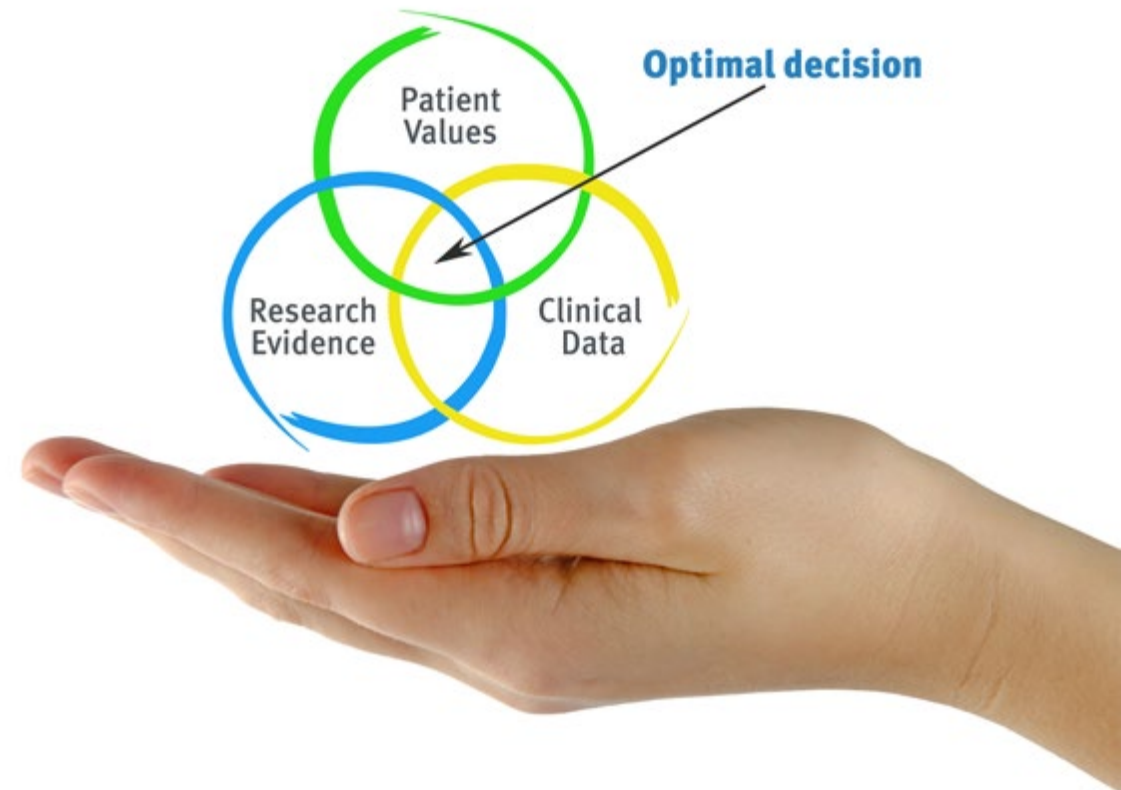 Optimal decision
Patient
Values
Research
Evidence
Clinical
Data